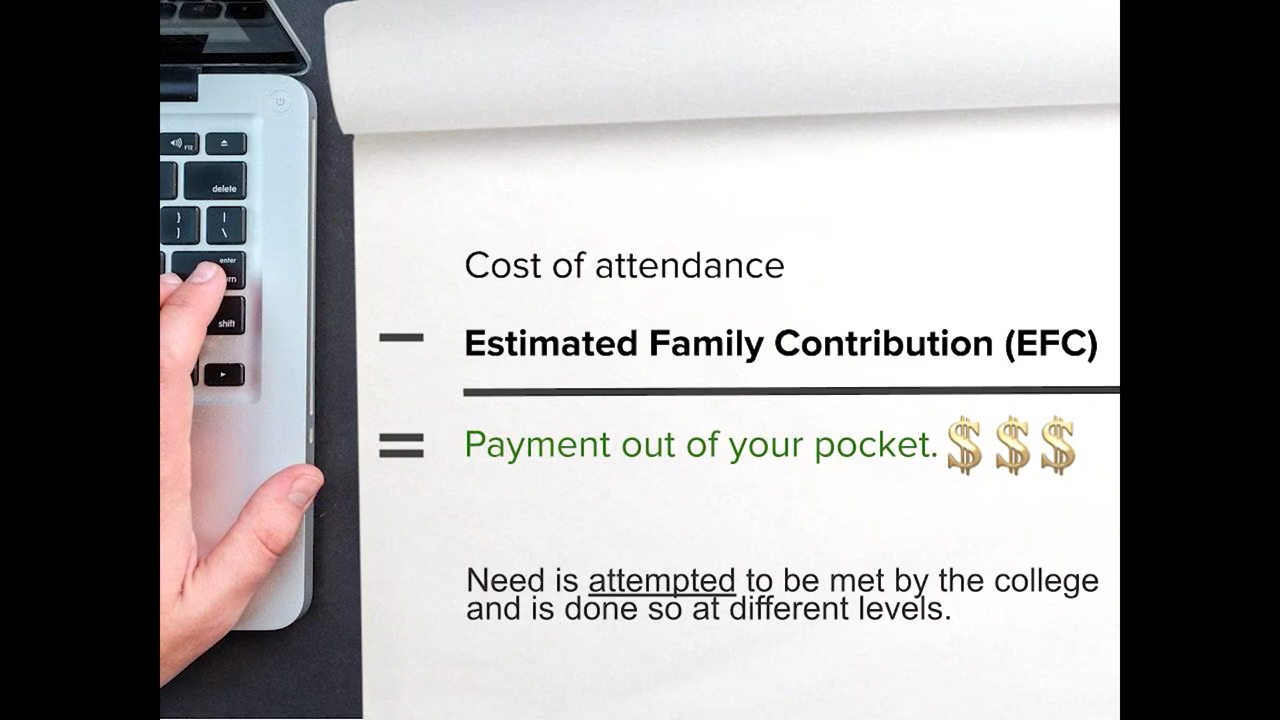 F12
delete
}
]
|
\
enter
shift
Cost of attendance
— Estimated Family Contribution (EFC)
= Payment out of your pocket. $ $ $
Need is attempted to be met by the college
and is done so at different levels.